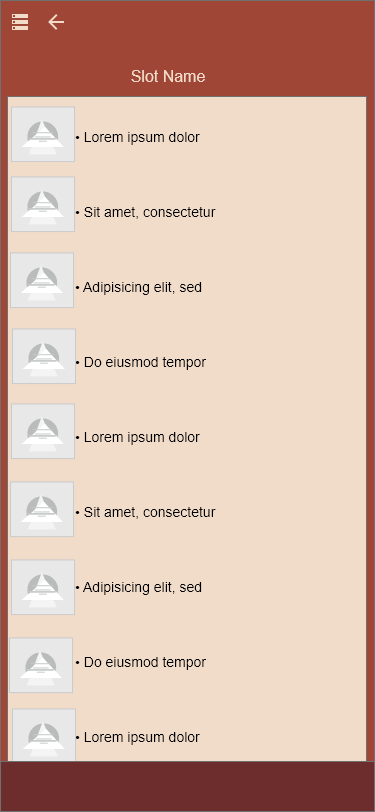 Slot Name
• Lorem ipsum dolor
• Sit amet, consectetur
• Adipisicing elit, sed
• Do eiusmod tempor
• Lorem ipsum dolor
• Sit amet, consectetur
• Adipisicing elit, sed
• Do eiusmod tempor
• Lorem ipsum dolor